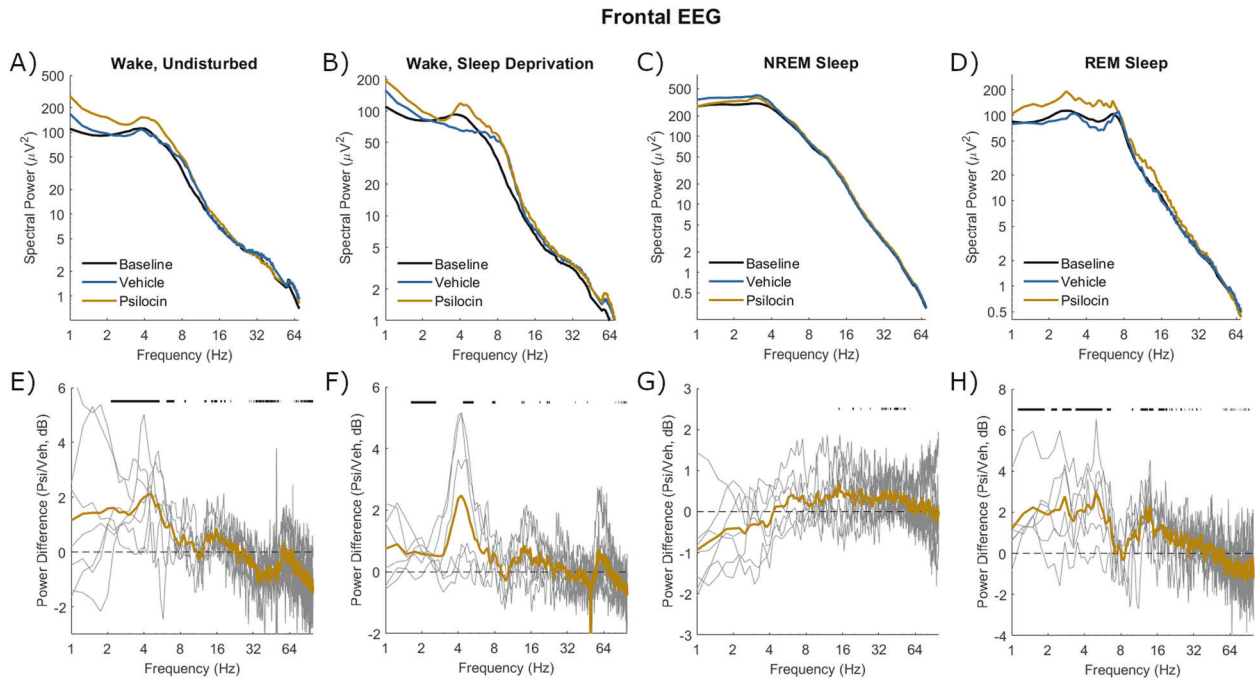 Frontal EEG
A) Wake, Undisturbed
Spectral Power (μV²)
500
200
100
50
20
10
5
2
1
Baseline
Vehicle
Psilocin
1 2 4 8 16 32 64
Frequency (Hz)
B) Wake, Sleep Deprivation
Spectral Power (μV²)
200
100
50
20
10
5
2
1
Baseline
Vehicle
Psilocin
1 2 4 8 16 32 64
Frequency (Hz)
C) NREM Sleep
Spectral Power (μV²)
500
200
100
50
20
10
5
2
1
0.5
Baseline
Vehicle
Psilocin
1 2 4 8 16 32 64
Frequency (Hz)
D) REM Sleep
Spectral Power (μV²)
200
100
50
20
10
5
2
1
0.5
Baseline
Vehicle
Psilocin
1 2 4 8 16 32 64
Frequency (Hz)
E)
Power Difference (Psi/Veh, dB)
6
4
2
0
-2
1 2 4 8 16 32 64
Frequency (Hz)
F)
Power Difference (Psi/Veh, dB)
6
4
2
0
-2
1 2 4 8 16 32 64
Frequency (Hz)
G)
Power Difference (Psi/Veh, dB)
3
2
1
0
-1
-2
-3
1 2 4 8 16 32 64
Frequency (Hz)
H)
Power Difference (Psi/Veh, dB)
8
6
4
2
0
-2
-4
1 2 4 8 16 32 64
Frequency (Hz)